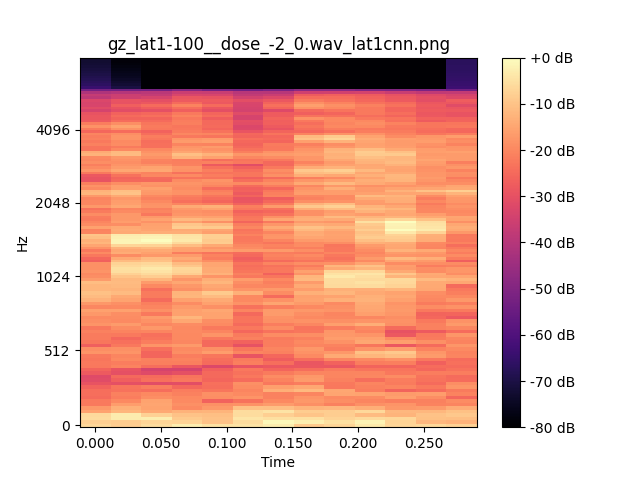 gz_lat1-100__dose_-2_0.wav_lat1cnn.png
+0 dB
-10 dB
-20 dB
-30 dB
-40 dB
-50 dB
-60 dB
-70 dB
-80 dB
4096
2048
1024
512
0
Hz
0.000 0.050 0.100 0.150 0.200 0.250
Time